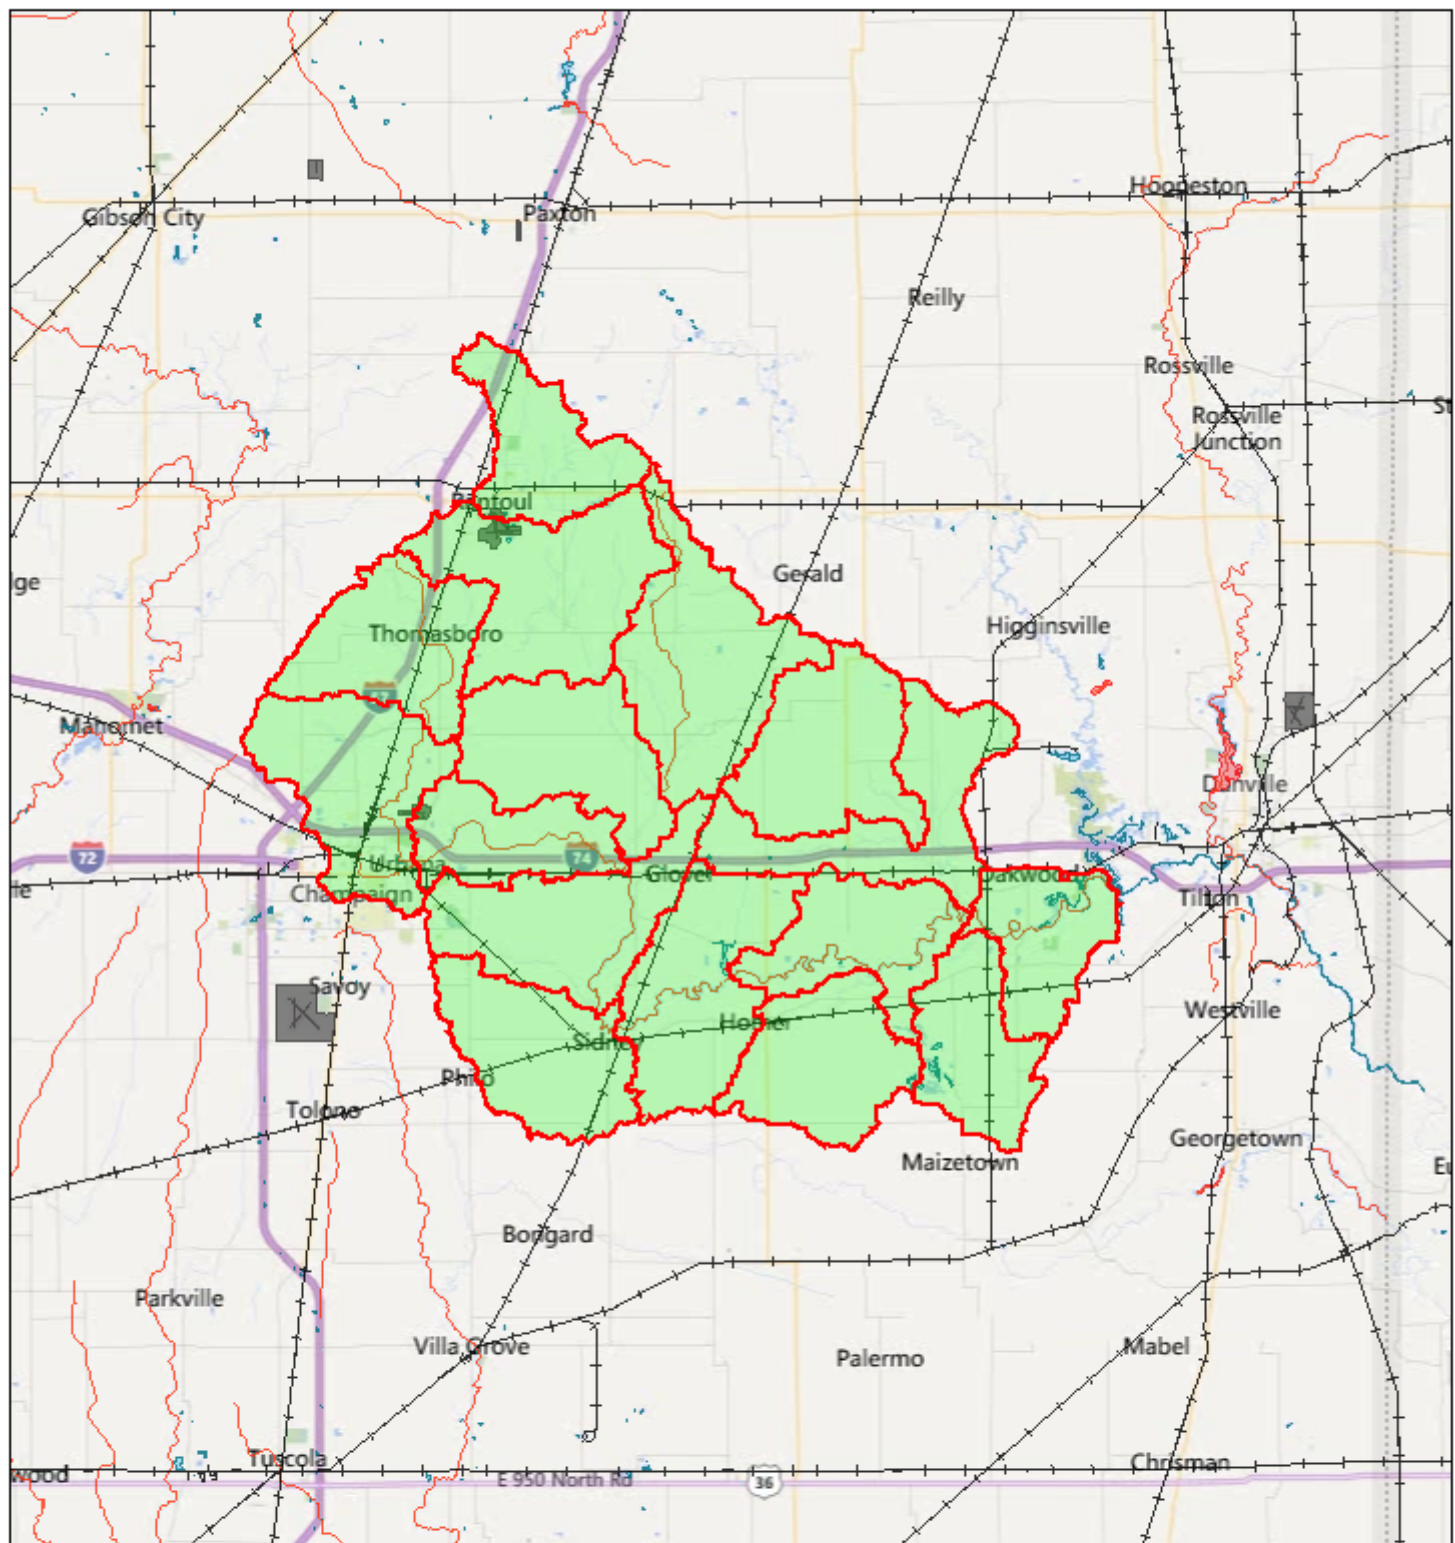 Hoopeston
Gibson City
Paxton
Reilly
Rossville
Rossville
Junction
Rantoul
Gerald
Higginsville
Thomasboro
Mahomet
Danville
72
74
Urbana
Glover
Oakwood
Champaign
Tilton
Savoy
Westville
Homer
Sidney
Philo
Tolono
Georgetown
Maizetown
Bongard
Parkville
Villa Grove
Mabel
Palermo
Tuscola
Chrisman
wood
E 950 North Rd
36